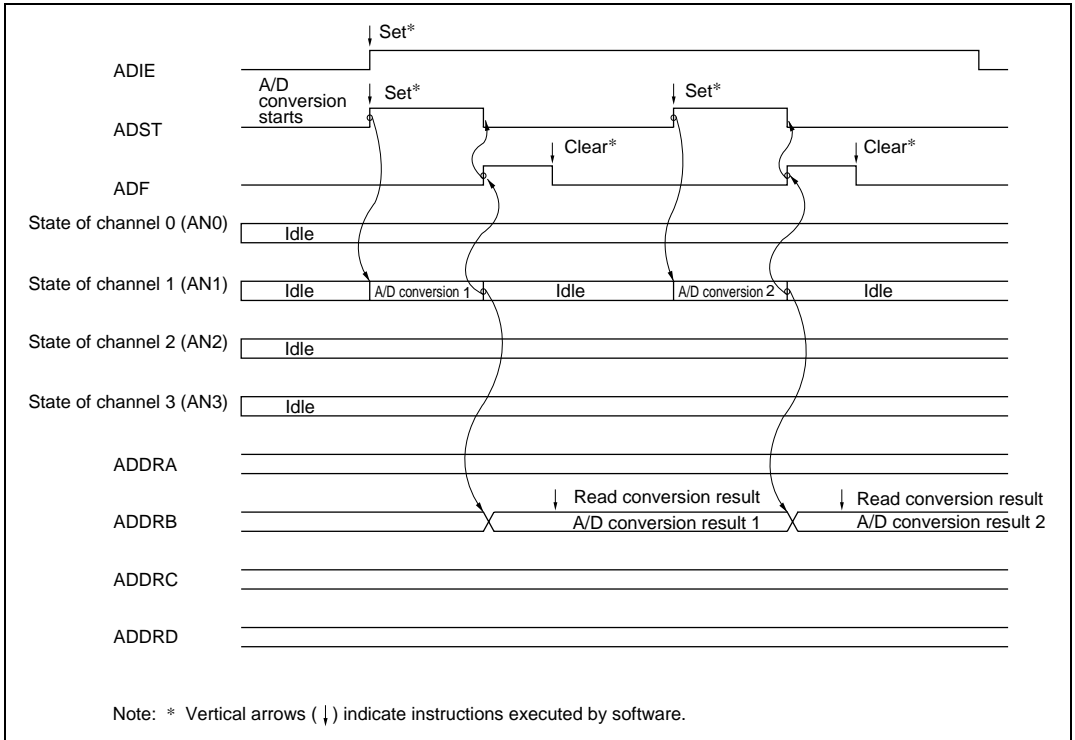 Set*
ADIE
A/D
conversion
starts
Set*
Set*
ADST
Clear*
Clear*
ADF
State of channel 0 (AN0)
Idle
State of channel 1 (AN1)
Idle
A/D conversion 1
Idle
A/D conversion 2
Idle
State of channel 2 (AN2)
Idle
State of channel 3 (AN3)
Idle
ADDRA
Read conversion result
Read conversion result
ADDRB
A/D conversion result 1
A/D conversion result 2
ADDRC
ADDRD
Note: * Vertical arrows (↓) indicate instructions executed by software.